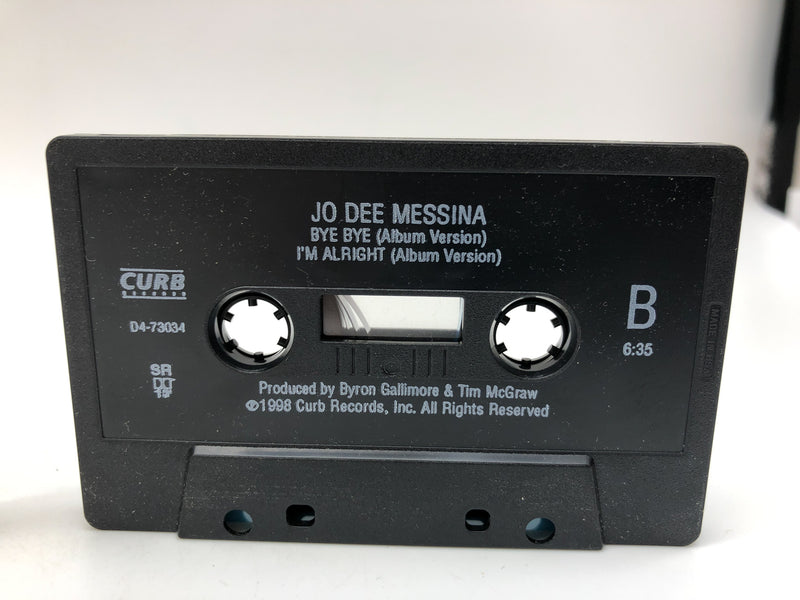 JO DEE MESSINA
BYE BYE (Album Version)
I'M ALRIGHT (Album Version)
CURB
RECORDS
D4-73034
SR
B
6:35
Produced by Byron Gallimore & Tim McGraw
℗©1998 Curb Records, Inc. All Rights Reserved